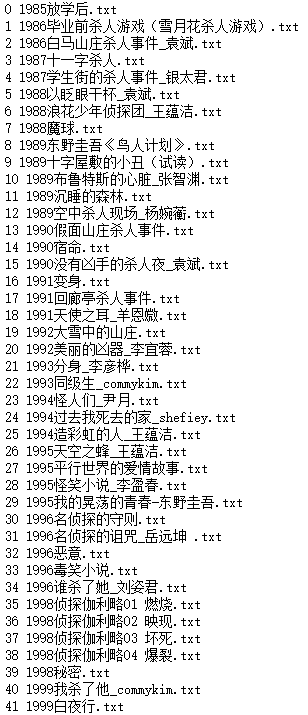 0 1985放学后.txt
1 1986毕业前杀人游戏（雪月花杀人游戏）.txt
2 1986白马山庄杀人事件_袁斌.txt
3 1987十一字杀人.txt
4 1987学生街的杀人事件_银太君.txt
5 1988以眨眼干杯_袁斌.txt
6 1988浪花少年侦探团_王蕴洁.txt
7 1988魔球.txt
8 1989东野圭吾《鸟人计划》.txt
9 1989十字屋敷的小丑（试读）.txt
10 1989布鲁特斯的心脏_张智渊.txt
11 1989沉睡的森林.txt
12 1989空中杀人现场_杨婉蘅.txt
13 1990假面山庄杀人事件.txt
14 1990宿命.txt
15 1990没有凶手的杀人夜_袁斌.txt
16 1991变身.txt
17 1991回廊亭杀人事件.txt
18 1991天使之耳_羊恩媺.txt
19 1992大雪中的山庄.txt
20 1992美丽的凶器_李宜蓉.txt
21 1993分身_李彦桦.txt
22 1993同级生_commykim.txt
23 1994怪人们_尹月.txt
24 1994过去我死去的家_shefiey.txt
25 1994造彩虹的人_王蕴洁.txt
26 1995天空之蜂_王蕴洁.txt
27 1995平行世界的爱情故事.txt
28 1995怪笑小说_李盈春.txt
29 1995我的晃荡的青春—东野圭吾.txt
30 1996名侦探的守则.txt
31 1996名侦探的诅咒_岳远坤 .txt
32 1996恶意.txt
33 1996毒笑小说.txt
34 1996谁杀了她_刘姿君.txt
35 1998侦探伽利略01 燃烧.txt
36 1998侦探伽利略02 映现.txt
37 1998侦探伽利略03 坏死.txt
38 1998侦探伽利略04 爆裂.txt
39 1998秘密.txt
40 1999我杀了他_commykim.txt
41 1999白夜行.txt